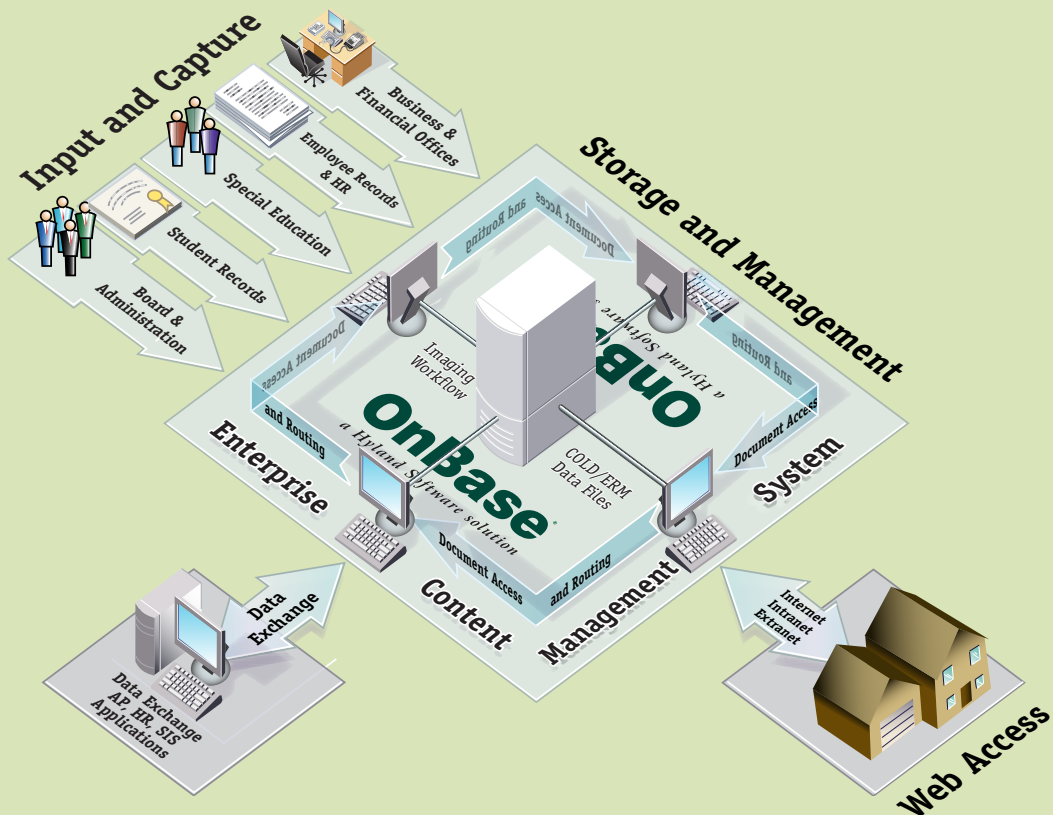 Input and Capture
Business &
Financial Offices
Employee Records
& HR
Special Education
Student Records
Board &
Administration
Storage and Management
Document Access
and Routing
Document Access
and Routing
Document Access
and Routing
Document Access
and Routing
Imaging
Workflow
COLD/ERM
Data Files
OnBase
a Hyland Software solution
OnB
a Hyland Software s
Enterprise
Content
Management
System
Data
Exchange
Data Exchange
AP, HR, SIS
Applications
Internet
Intranet
Extranet
Web Access